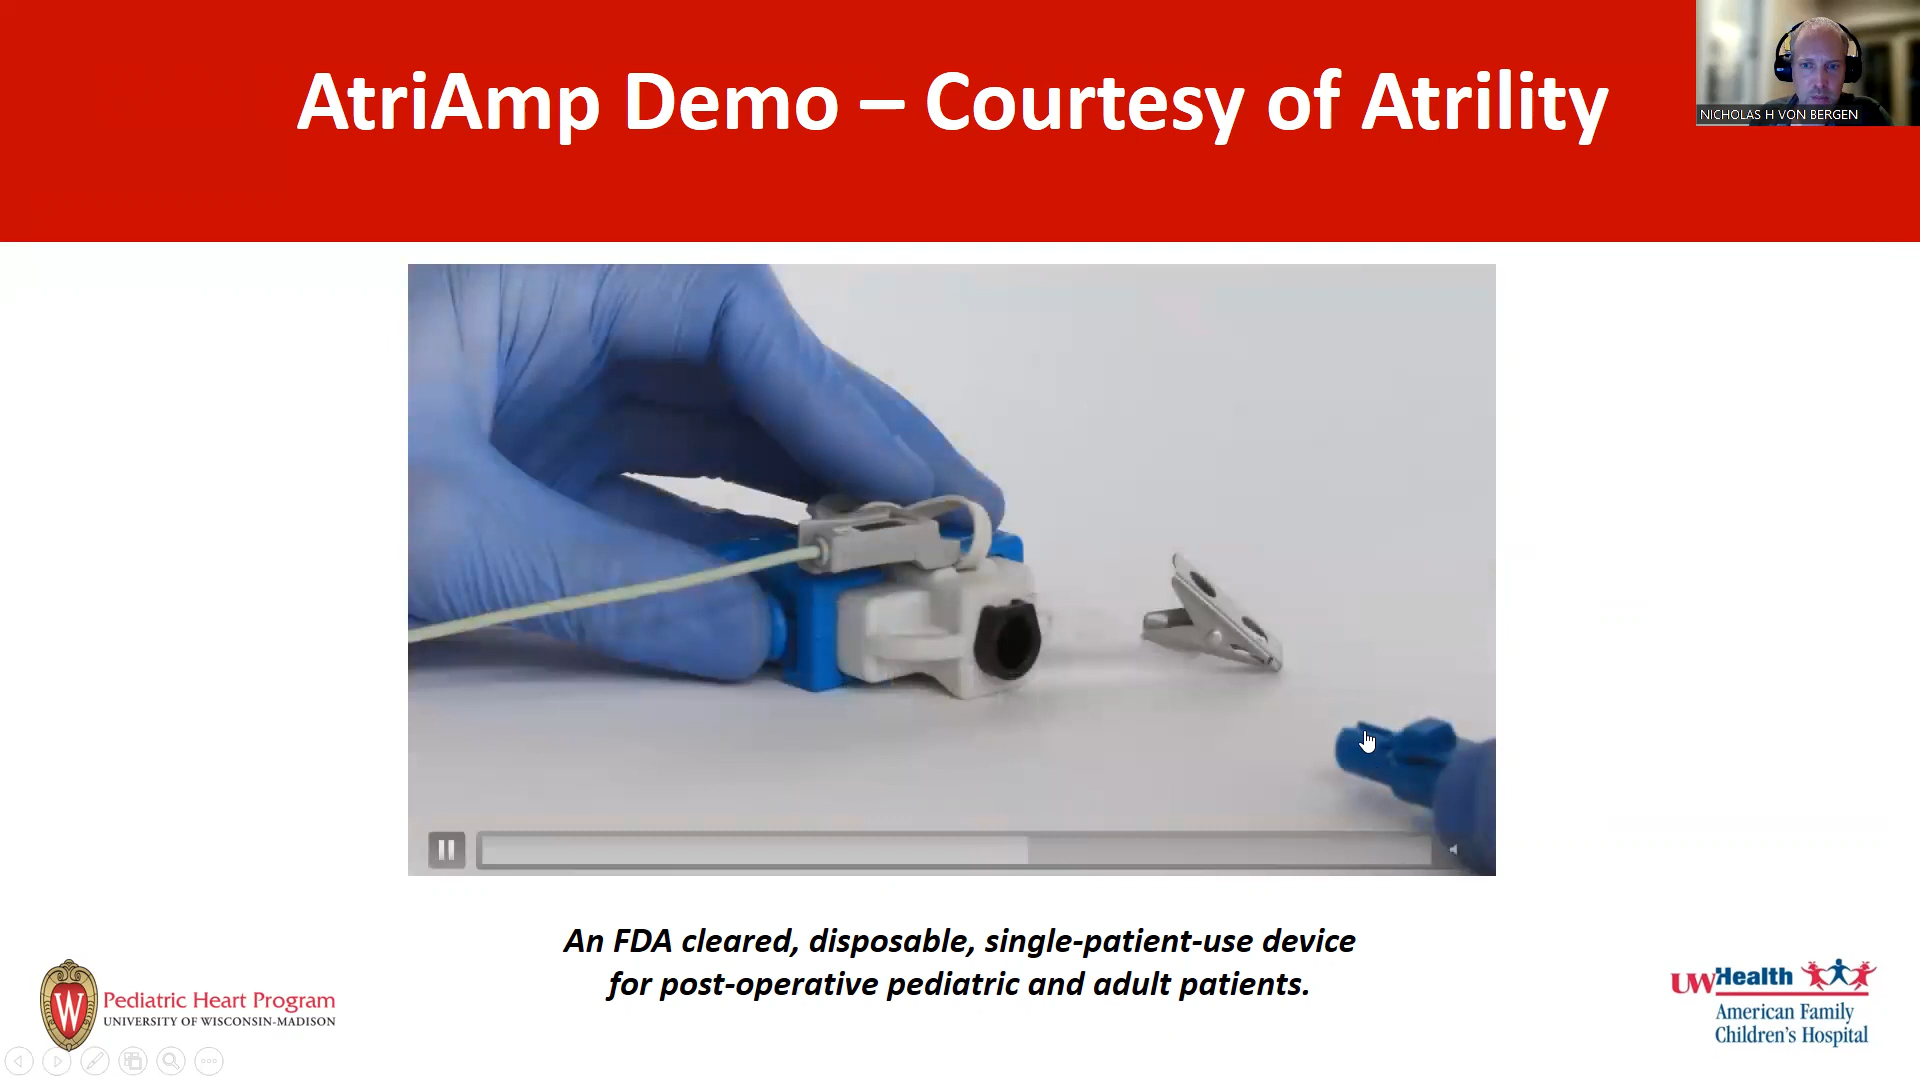 AtriAmp Demo – Courtesy of Atrility
NICHOLAS H VON BERGEN
An FDA cleared, disposable, single-patient-use device
for post-operative pediatric and adult patients.
W
Pediatric Heart Program
UNIVERSITY OF WISCONSIN-MADISON
UWHealth
American Family
Children's Hospital